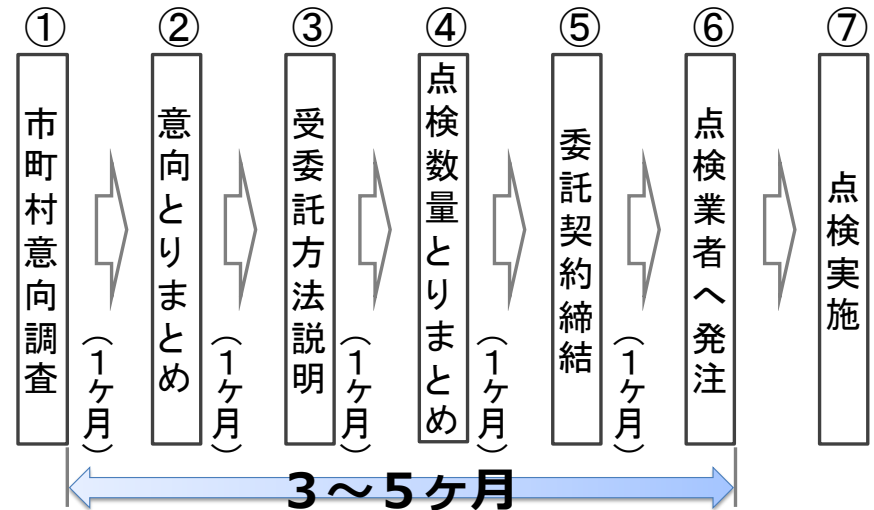 ①
市町村意向調査
（１ヶ月）
②
意向とりまとめ
（１ヶ月）
③
受委託方法説明
（１ヶ月）
④
点検数量とりまとめ
（１ヶ月）
⑤
委託契約締結
（１ヶ月）
⑥
点検業者へ発注
⑦
点検実施
３～５ヶ月